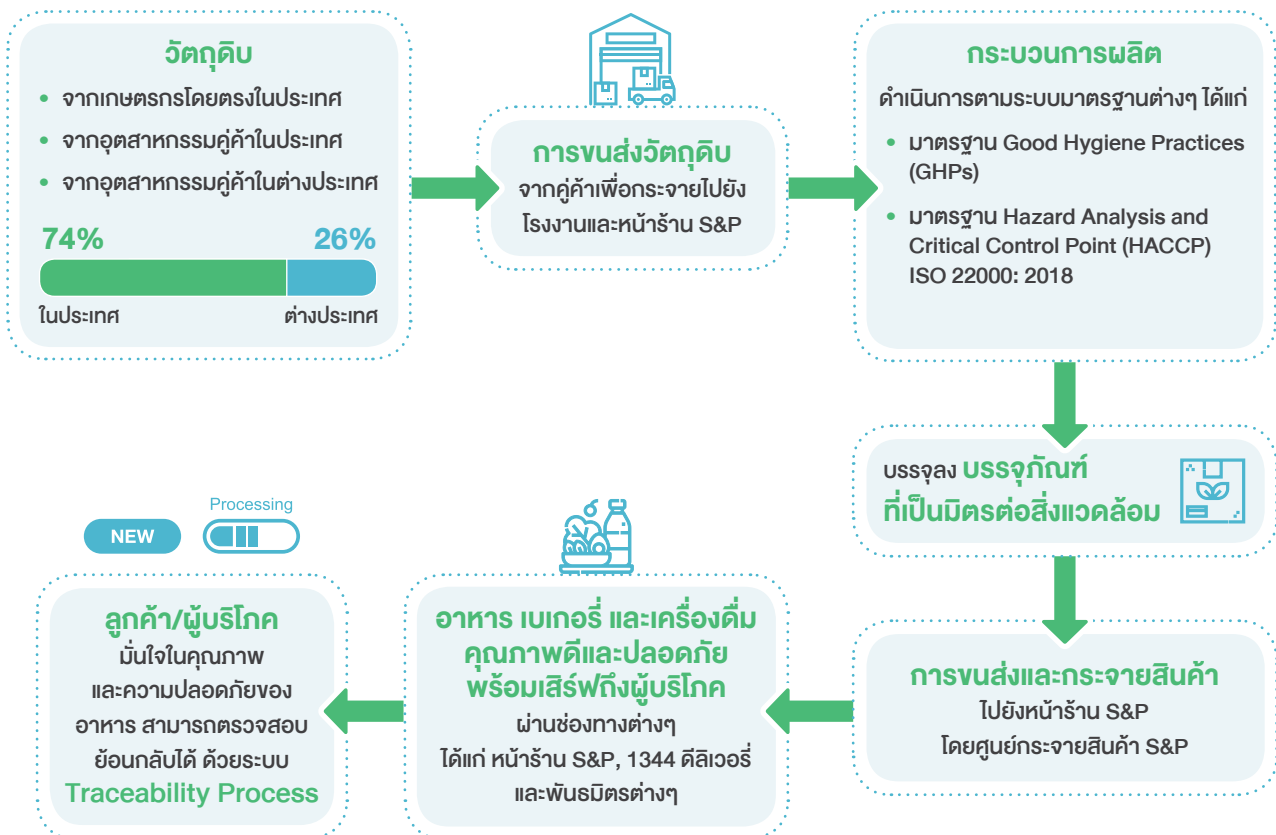 วัตถุดิบ
• จากเกษตรกรโดยตรงในประเทศ
• จากอุตสาหกรรมคู่ค้าในประเทศ
• จากอุตสาหกรรมคู่ค้าในต่างประเทศ
74% 26%
ในประเทศ ต่างประเทศ
การขนส่งวัตถุดิบ
จากคู่ค้าเพื่อกระจายไปยัง
โรงงานและหน้าร้าน S&P
กระบวนการผลิต
ดำเนินการตามระบบมาตรฐานต่างๆ ได้แก่
• มาตรฐาน Good Hygiene Practices
(GHPs)
• มาตรฐาน Hazard Analysis and
Critical Control Point (HACCP)
ISO 22000: 2018
บรรจุลง บรรจุภัณฑ์
ที่เป็นมิตรต่อสิ่งแวดล้อม
การขนส่งและกระจายสินค้า
ไปยังหน้าร้าน S&P
โดยศูนย์กระจายสินค้า S&P
อาหาร เบเกอรี่ และเครื่องดื่ม
คุณภาพดีและปลอดภัย
พร้อมเสิร์ฟถึงผู้บริโภค
ผ่านช่องทางต่างๆ
ได้แก่ หน้าร้าน S&P, 1344 ดีลิเวอรี่
และพันธมิตรต่างๆ
Processing
NEW
ลูกค้า/ผู้บริโภค
มั่นใจในคุณภาพ
และความปลอดภัยของ
อาหาร สามารถตรวจสอบ
ย้อนกลับได้ ด้วยระบบ
Traceability Process